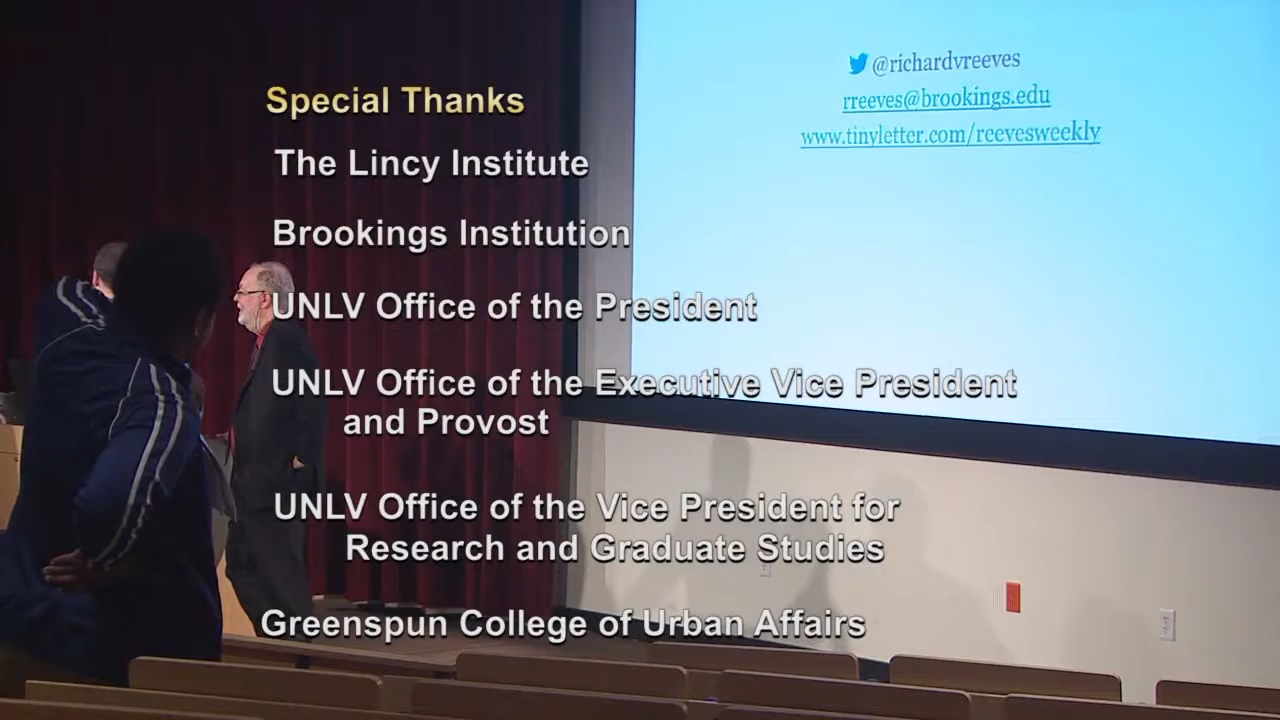 @richardvreeves
rreeves@brookings.edu
www.tinyletter.com/reevesweekly
Special Thanks
The Lincy Institute
Brookings Institution
UNLV Office of the President
UNLV Office of the Executive Vice President
and Provost
UNLV Office of the Vice President for
Research and Graduate Studies
Greenspun College of Urban Affairs